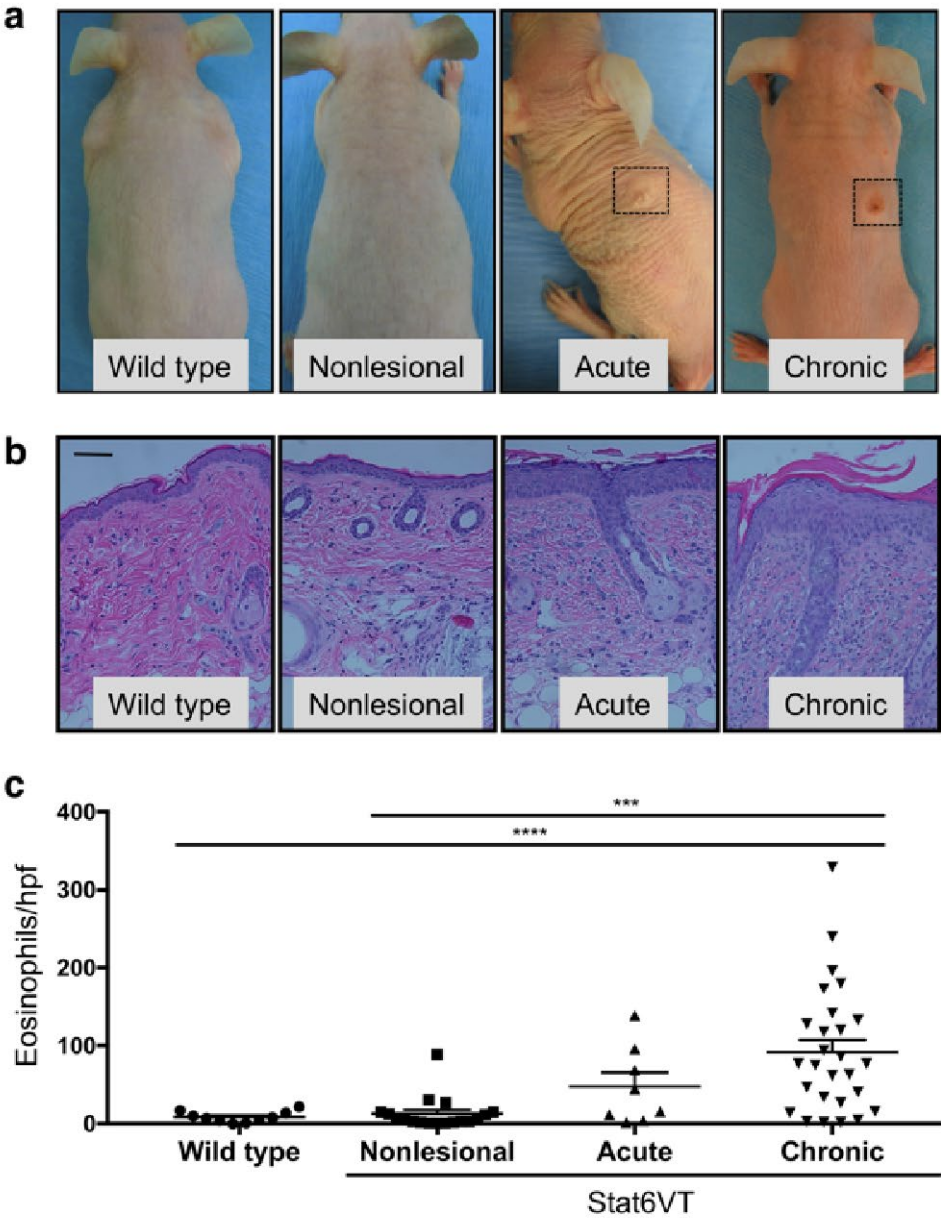 a
Wild type Nonlesional Acute Chronic
b
Wild type Nonlesional Acute Chronic
c
***
****
400
300
200
100
0
Eosinophils/hpf
Wild type Nonlesional Acute Chronic
Stat6VT